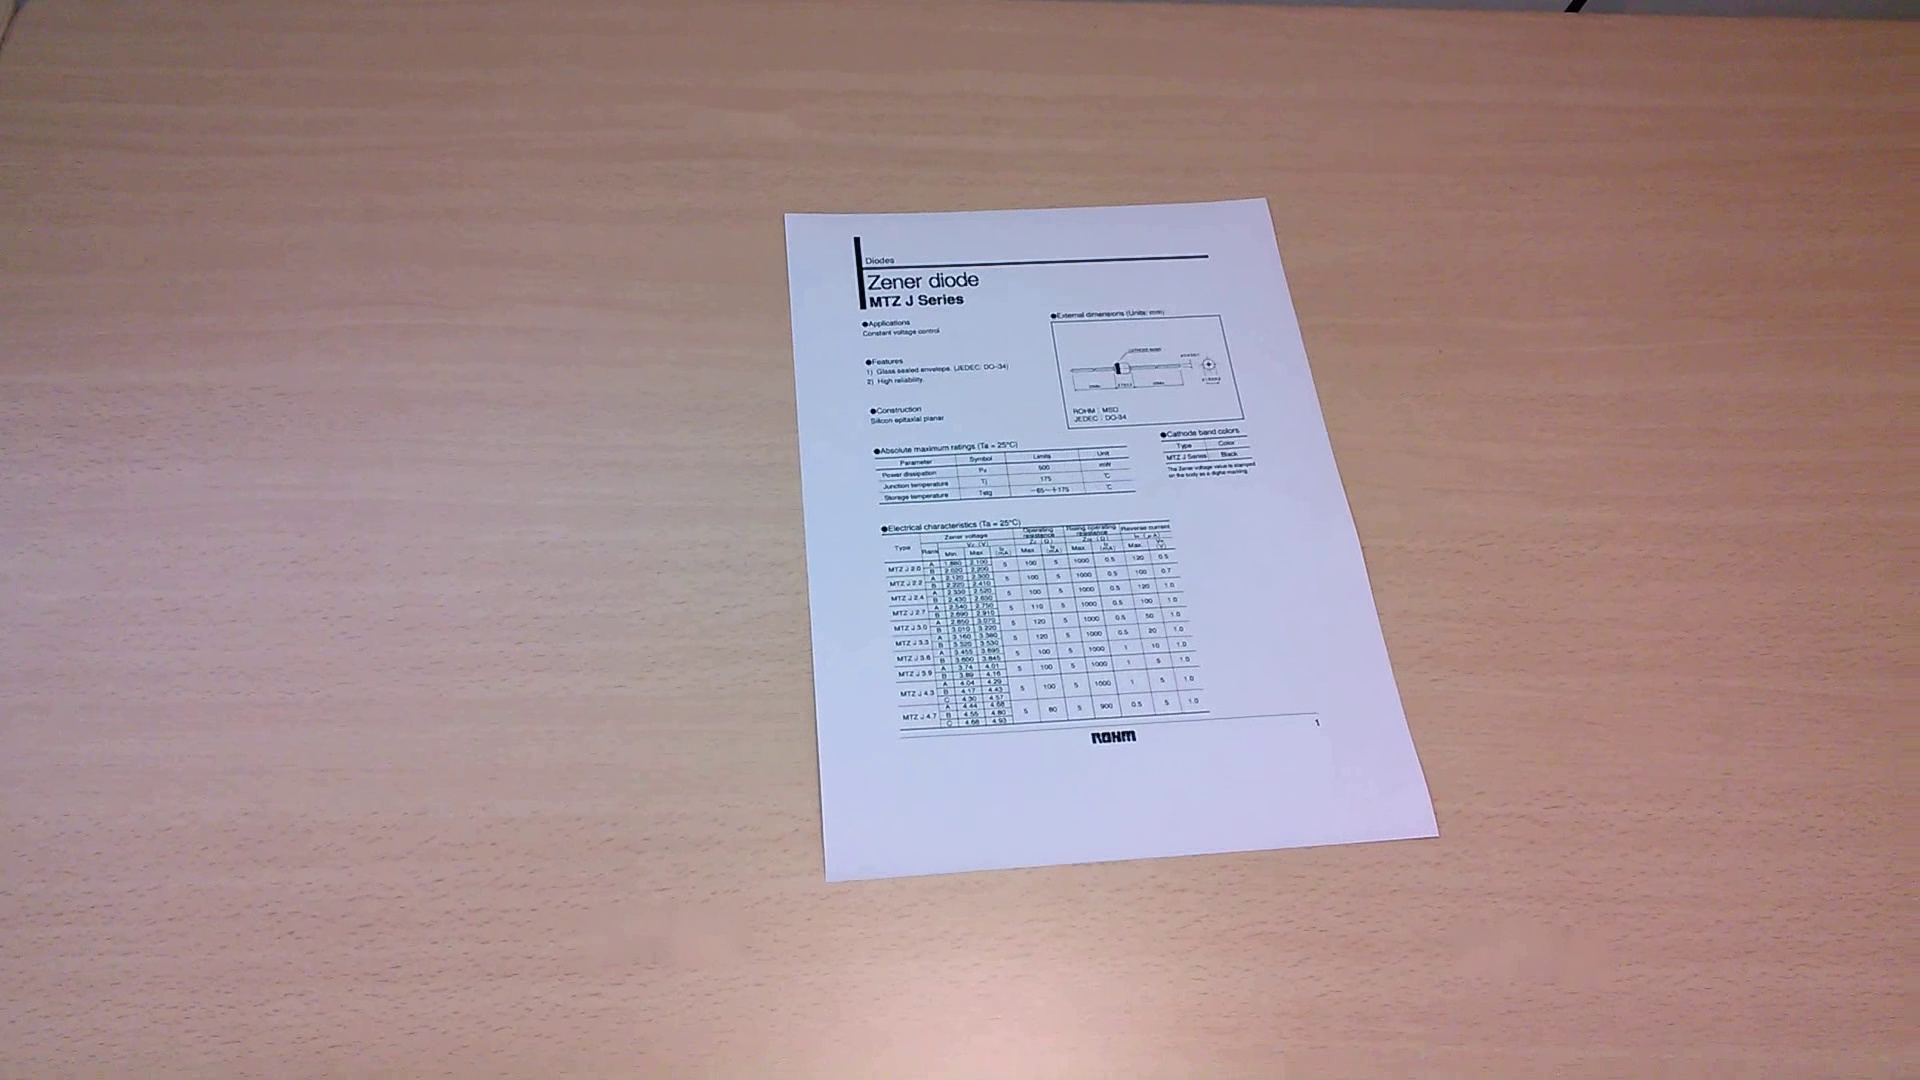 Diodes
Zener diode
MTZ J Series
●Applications
Constant voltage control
●Features
1) Glass sealed envelope. (JEDEC: DO-34)
2) High reliability.
●Construction
Silicon epitaxial planar
●External dimensions (Units: mm)
CATHODE BAND
ROHM : MSD
JEDEC : DO-34
●Absolute maximum ratings (Ta = 25°C)
Parameter Symbol Limits Unit
Power dissipation 500 mW
Junction temperature Tj 175 °C
Storage temperature Tstg −65~+175 °C
●Cathode band colors
Type Color
MTZ J Series Black
The Zener voltage value is stamped
on the body as a digital marking.
●Electrical characteristics (Ta = 25°C)
Type Rank Zener voltage Operating resistance Rising operating resistance Reverse current
Min. Max. Max. Max. Max.
MTZ J 2.0 A 1.880 2.100 5 100 5 1000 0.5 120 0.5
B 2.020 2.200
MTZ J 2.2 A 2.120 2.300 5 100 5 1000 0.5 100 0.7
B 2.220 2.410
MTZ J 2.4 A 2.330 2.520 5 100 5 1000 0.5 120 1.0
B 2.430 2.630
MTZ J 2.7 A 2.540 2.750 5 110 5 1000 0.5 100 1.0
B 2.690 2.910
MTZ J 3.0 A 2.850 3.070 5 120 5 1000 0.5 50 1.0
B 3.010 3.220
MTZ J 3.3 A 3.160 3.380 5 120 5 1000 0.5 20 1.0
B 3.320 3.530
MTZ J 3.6 A 3.455 3.695 5 100 5 1000 1 10 1.0
B 3.600 3.845
MTZ J 3.9 A 3.74 4.01 5 100 5 1000 1 5 1.0
B 3.89 4.16
MTZ J 4.3 A 4.04 4.29 5 100 5 1000 1 5 1.0
B 4.17 4.43
C 4.30 4.57
MTZ J 4.7 A 4.44 4.68 5 80 5 900 0.5 5 1.0
B 4.55 4.80
C 4.68 4.93
ROHM
1